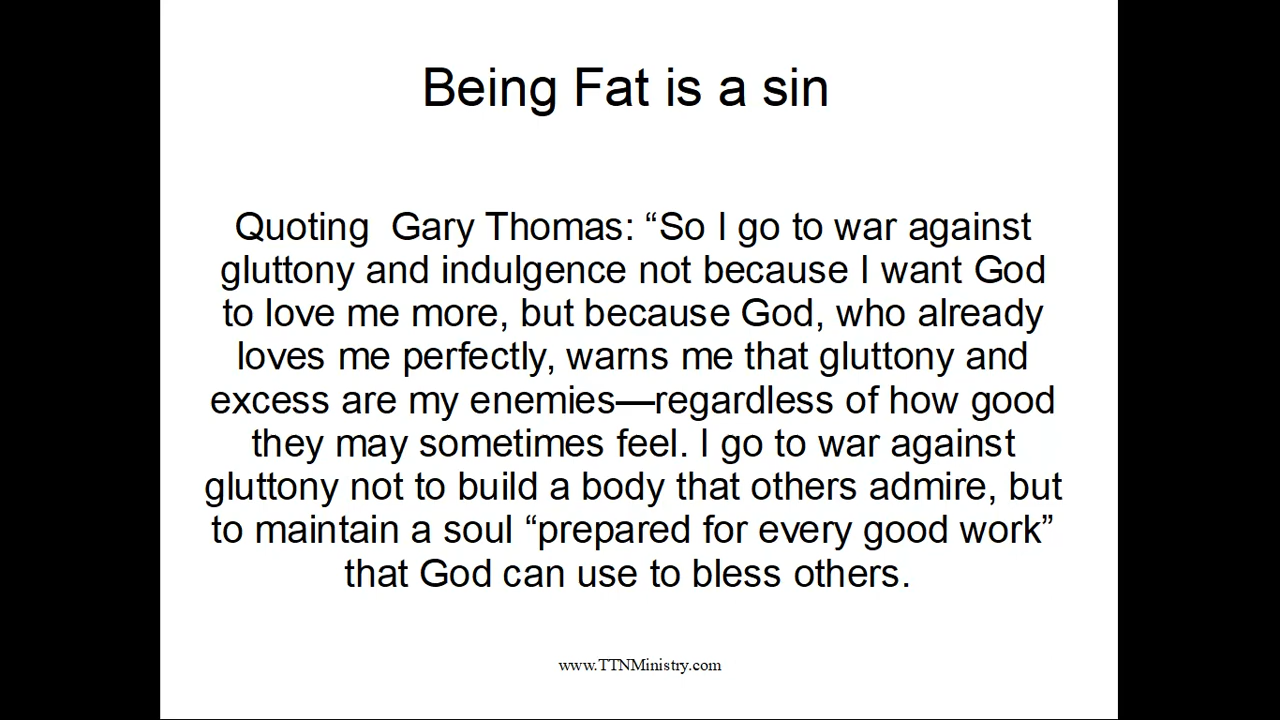 Being Fat is a sin
Quoting  Gary Thomas: “So I go to war against
gluttony and indulgence not because I want God
to love me more, but because God, who already
loves me perfectly, warns me that gluttony and
excess are my enemies—regardless of how good
they may sometimes feel. I go to war against
gluttony not to build a body that others admire, but
to maintain a soul “prepared for every good work”
that God can use to bless others.
www.TTNMinistry.com